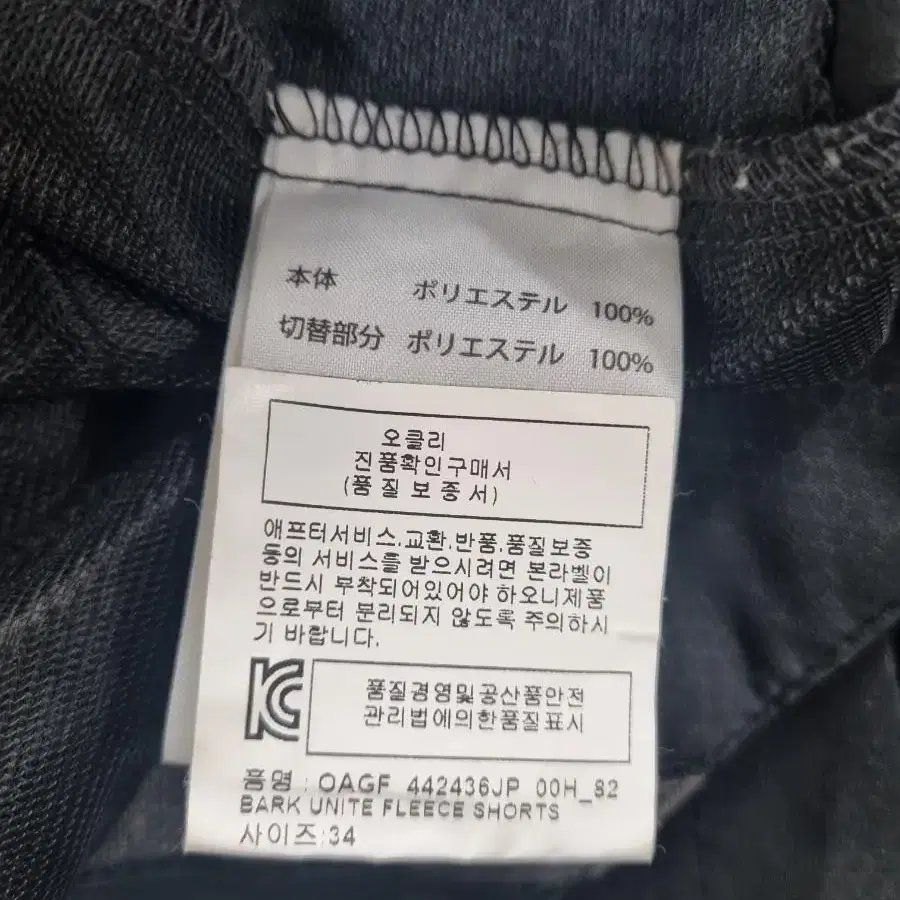 本体 ポリエステル 100%
切替部分 ポリエステル 100%
오클리
진품확인구매서
(품질보증서)
애프터서비스.교환.반품.품질보증
등의 서비스를 받으시려면 본라벨이
반드시 부착되어있어야 하오니제품
으로부터 분리되지 않도록 주의하시
기 바랍니다.
품질경영및공산품안전
관리법에의한품질표시
품명 : OAGF 442436JP 00H_82
BARK UNITE FLEECE SHORTS
사이즈:34